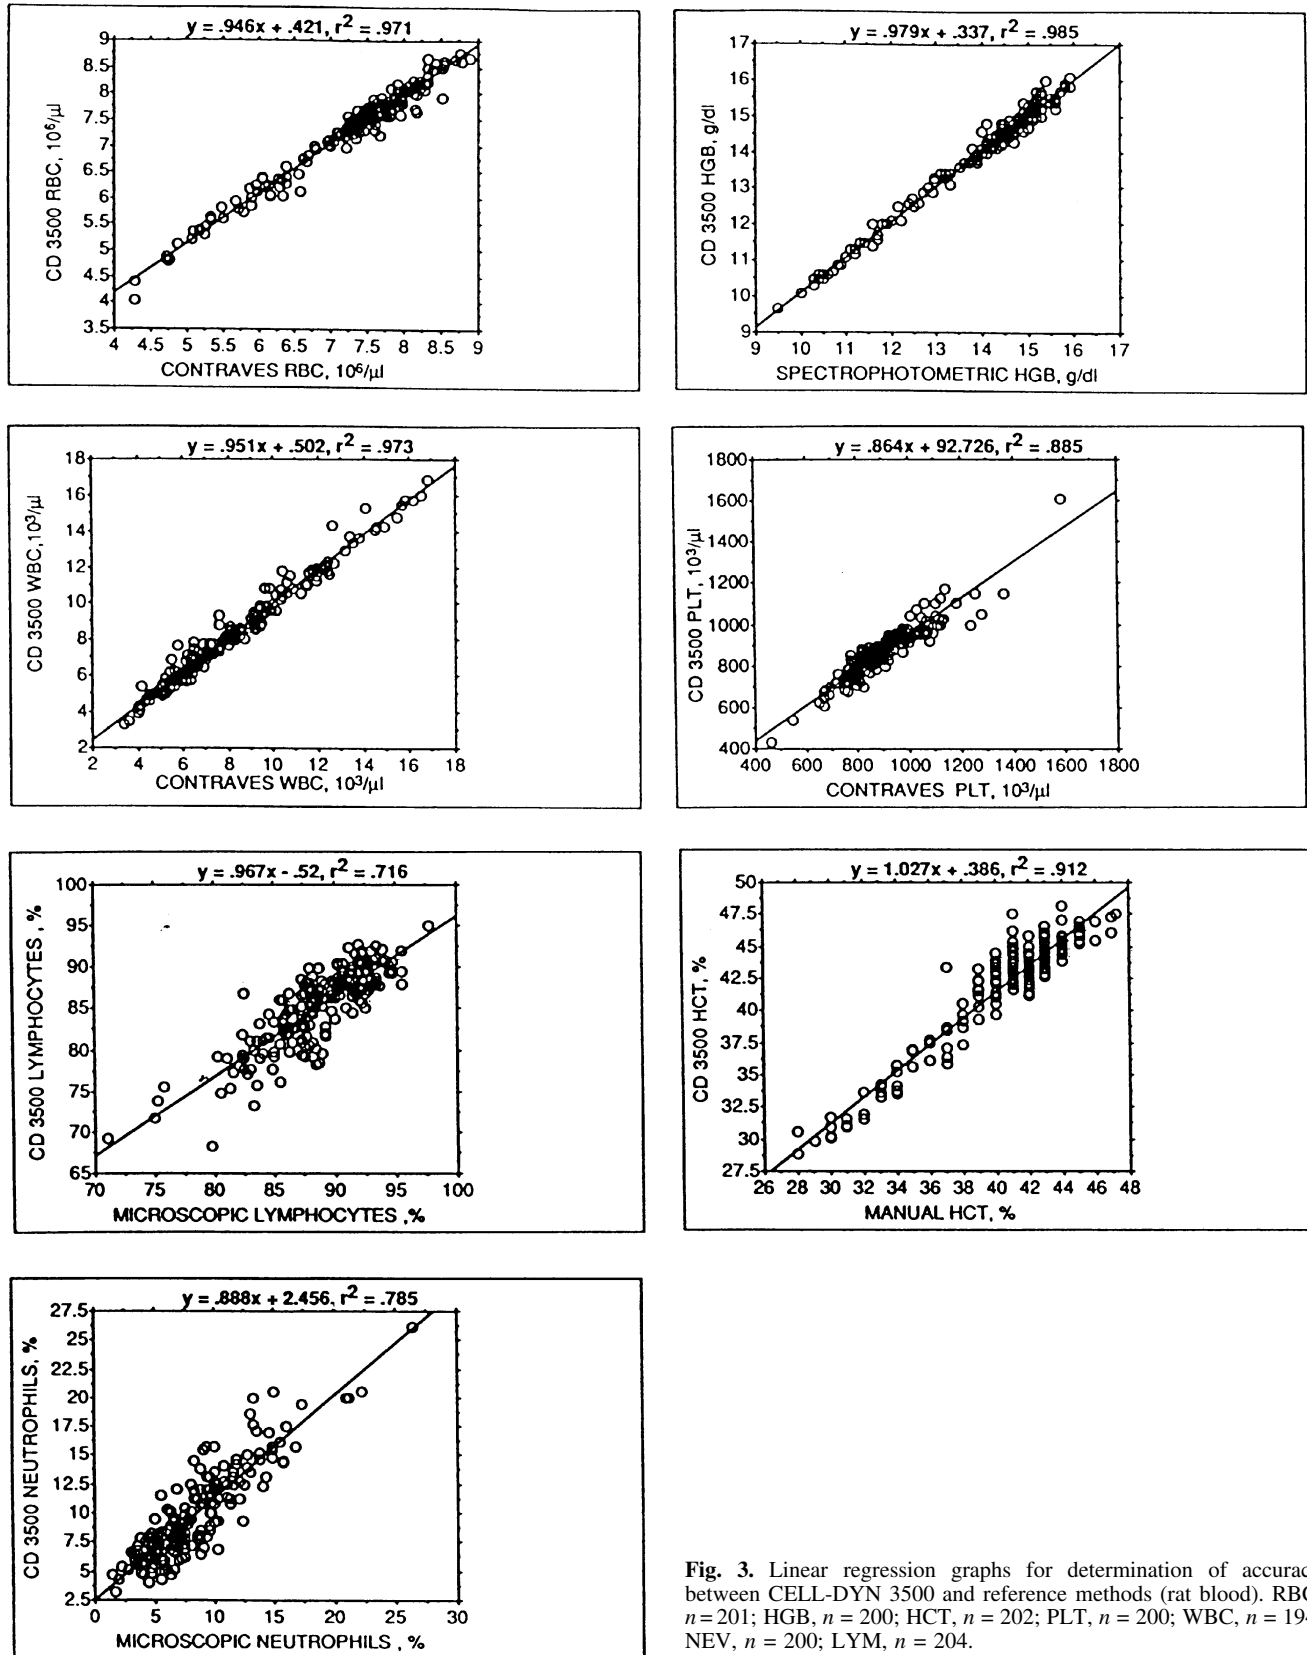 y = .946x + .421, r² = .971
9
8.5
8
7.5
7
6.5
6
5.5
5
4.5
4
3.5
CD 3500 RBC, 10⁶/µl
4 4.5 5 5.5 6 6.5 7 7.5 8 8.5 9
CONTRAVES RBC, 10⁶/µl
y = .979x + .337, r² = .985
17
16
15
14
13
12
11
10
9
CD 3500 HGB, g/dl
9 10 11 12 13 14 15 16 17
SPECTROPHOTOMETRIC HGB, g/dl
y = .951x + .502, r² = .973
18
16
14
12
10
8
6
4
2
CD 3500 WBC,10³/µl
2 4 6 8 10 12 14 16 18
CONTRAVES WBC, 10³/µl
y = .864x + 92.726, r² = .885
1800
1600
1400
1200
1000
800
600
400
CD 3500 PLT, 10³/µl
400 600 800 1000 1200 1400 1600 1800
CONTRAVES PLT, 10³/µl
y = .967x - .52, r² = .716
100
95
90
85
80
75
70
65
CD 3500 LYMPHOCYTES , %
70 75 80 85 90 95 100
MICROSCOPIC LYMPHOCYTES ,%
y = 1.027x + .386, r² = .912
50
47.5
45
42.5
40
37.5
35
32.5
30
27.5
CD 3500 HCT, %
26 28 30 32 34 36 38 40 42 44 46 48
MANUAL HCT, %
y = .888x + 2.456, r² = .785
27.5
25
22.5
20
17.5
15
12.5
10
7.5
5
2.5
CD 3500 NEUTROPHILS, %
0 5 10 15 20 25 30
MICROSCOPIC NEUTROPHILS , %
Fig. 3. Linear regression graphs for determination of accurac
between CELL-DYN 3500 and reference methods (rat blood). RBC
n = 201; HGB, n = 200; HCT, n = 202; PLT, n = 200; WBC, n = 19
NEV, n = 200; LYM, n = 204.